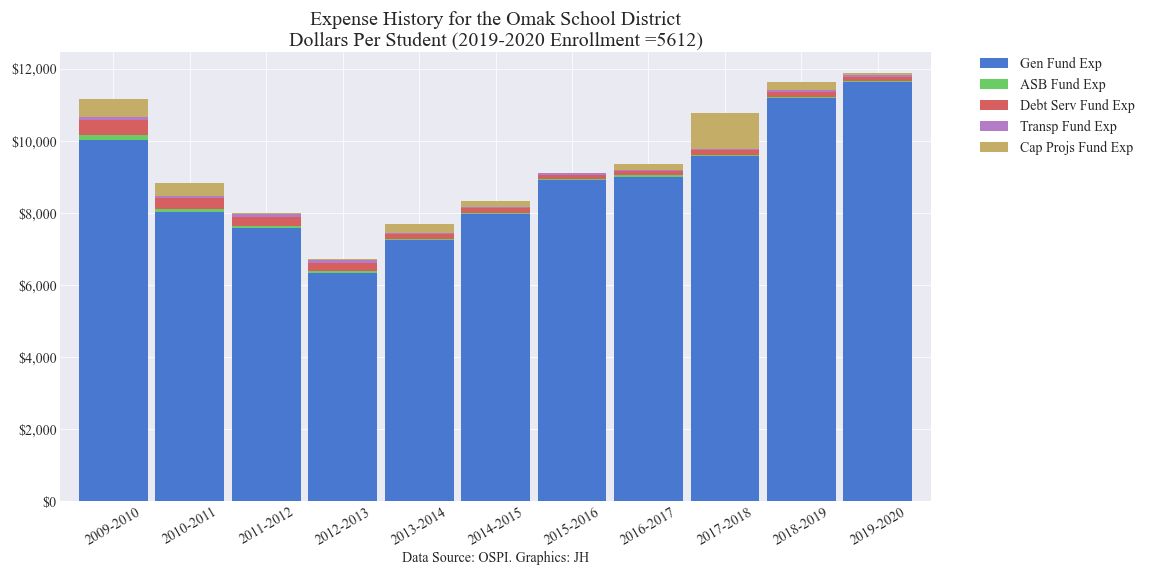 Expense History for the Omak School District
Dollars Per Student (2019-2020 Enrollment =5612)
$12,000
$10,000
$8,000
$6,000
$4,000
$2,000
$0
2009-2010
2010-2011
2011-2012
2012-2013
2013-2014
2014-2015
2015-2016
2016-2017
2017-2018
2018-2019
2019-2020
Data Source: OSPI. Graphics: JH
Gen Fund Exp
ASB Fund Exp
Debt Serv Fund Exp
Transp Fund Exp
Cap Projs Fund Exp